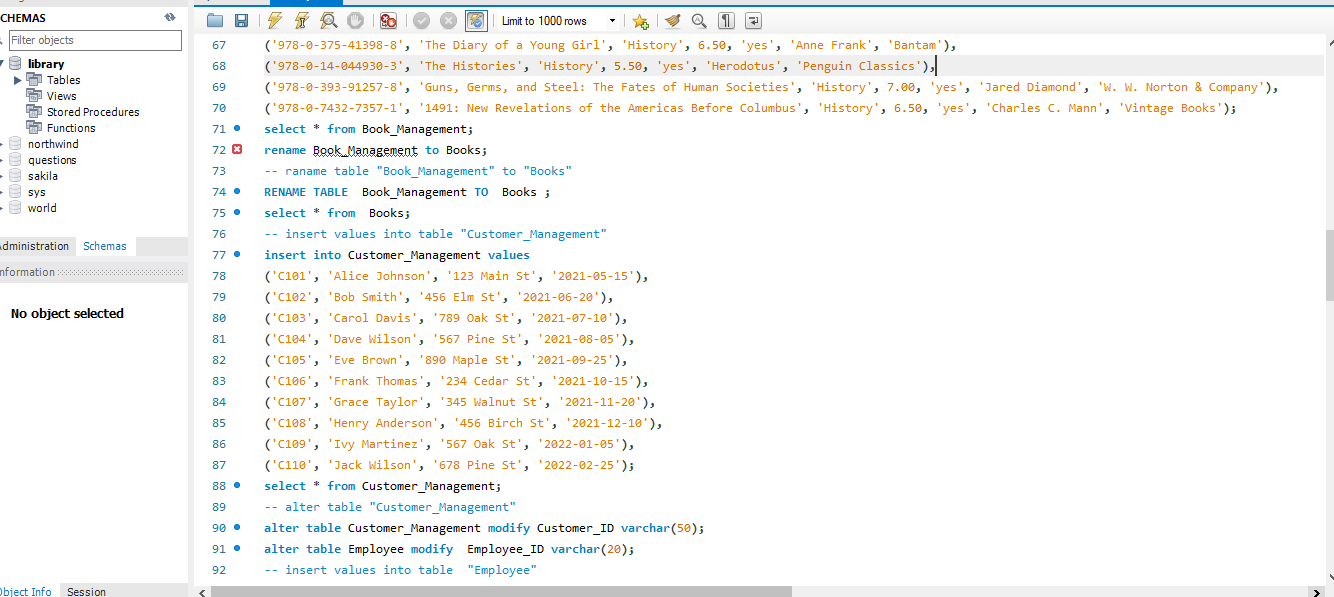 CHEMAS
Filter objects
library
Tables
Views
Stored Procedures
Functions
northwind
questions
sakila
sys
world
Administration Schemas
nformation
No object selected
Object Info Session
Limit to 1000 rows
67 ('978-0-375-41398-8', 'The Diary of a Young Girl', 'History', 6.50, 'yes', 'Anne Frank', 'Bantam'),
68 ('978-0-14-044930-3', 'The Histories', 'History', 5.50, 'yes', 'Herodotus', 'Penguin Classics'),
69 ('978-0-393-91257-8', 'Guns, Germs, and Steel: The Fates of Human Societies', 'History', 7.00, 'yes', 'Jared Diamond', 'W. W. Norton & Company'),
70 ('978-0-7432-7357-1', '1491: New Revelations of the Americas Before Columbus', 'History', 6.50, 'yes', 'Charles C. Mann', 'Vintage Books');
71 select * from Book_Management;
72 rename Book_Management to Books;
73 -- raname table "Book_Management" to "Books"
74 RENAME TABLE  Book_Management TO  Books ;
75 select * from  Books;
76 -- insert values into table "Customer_Management"
77 insert into Customer_Management values
78 ('C101', 'Alice Johnson', '123 Main St', '2021-05-15'),
79 ('C102', 'Bob Smith', '456 Elm St', '2021-06-20'),
80 ('C103', 'Carol Davis', '789 Oak St', '2021-07-10'),
81 ('C104', 'Dave Wilson', '567 Pine St', '2021-08-05'),
82 ('C105', 'Eve Brown', '890 Maple St', '2021-09-25'),
83 ('C106', 'Frank Thomas', '234 Cedar St', '2021-10-15'),
84 ('C107', 'Grace Taylor', '345 Walnut St', '2021-11-20'),
85 ('C108', 'Henry Anderson', '456 Birch St', '2021-12-10'),
86 ('C109', 'Ivy Martinez', '567 Oak St', '2022-01-05'),
87 ('C110', 'Jack Wilson', '678 Pine St', '2022-02-25');
88 select * from Customer_Management;
89 -- alter table "Customer_Management"
90 alter table Customer_Management modify Customer_ID varchar(50);
91 alter table Employee modify  Employee_ID varchar(20);
92 -- insert values into table  "Employee"